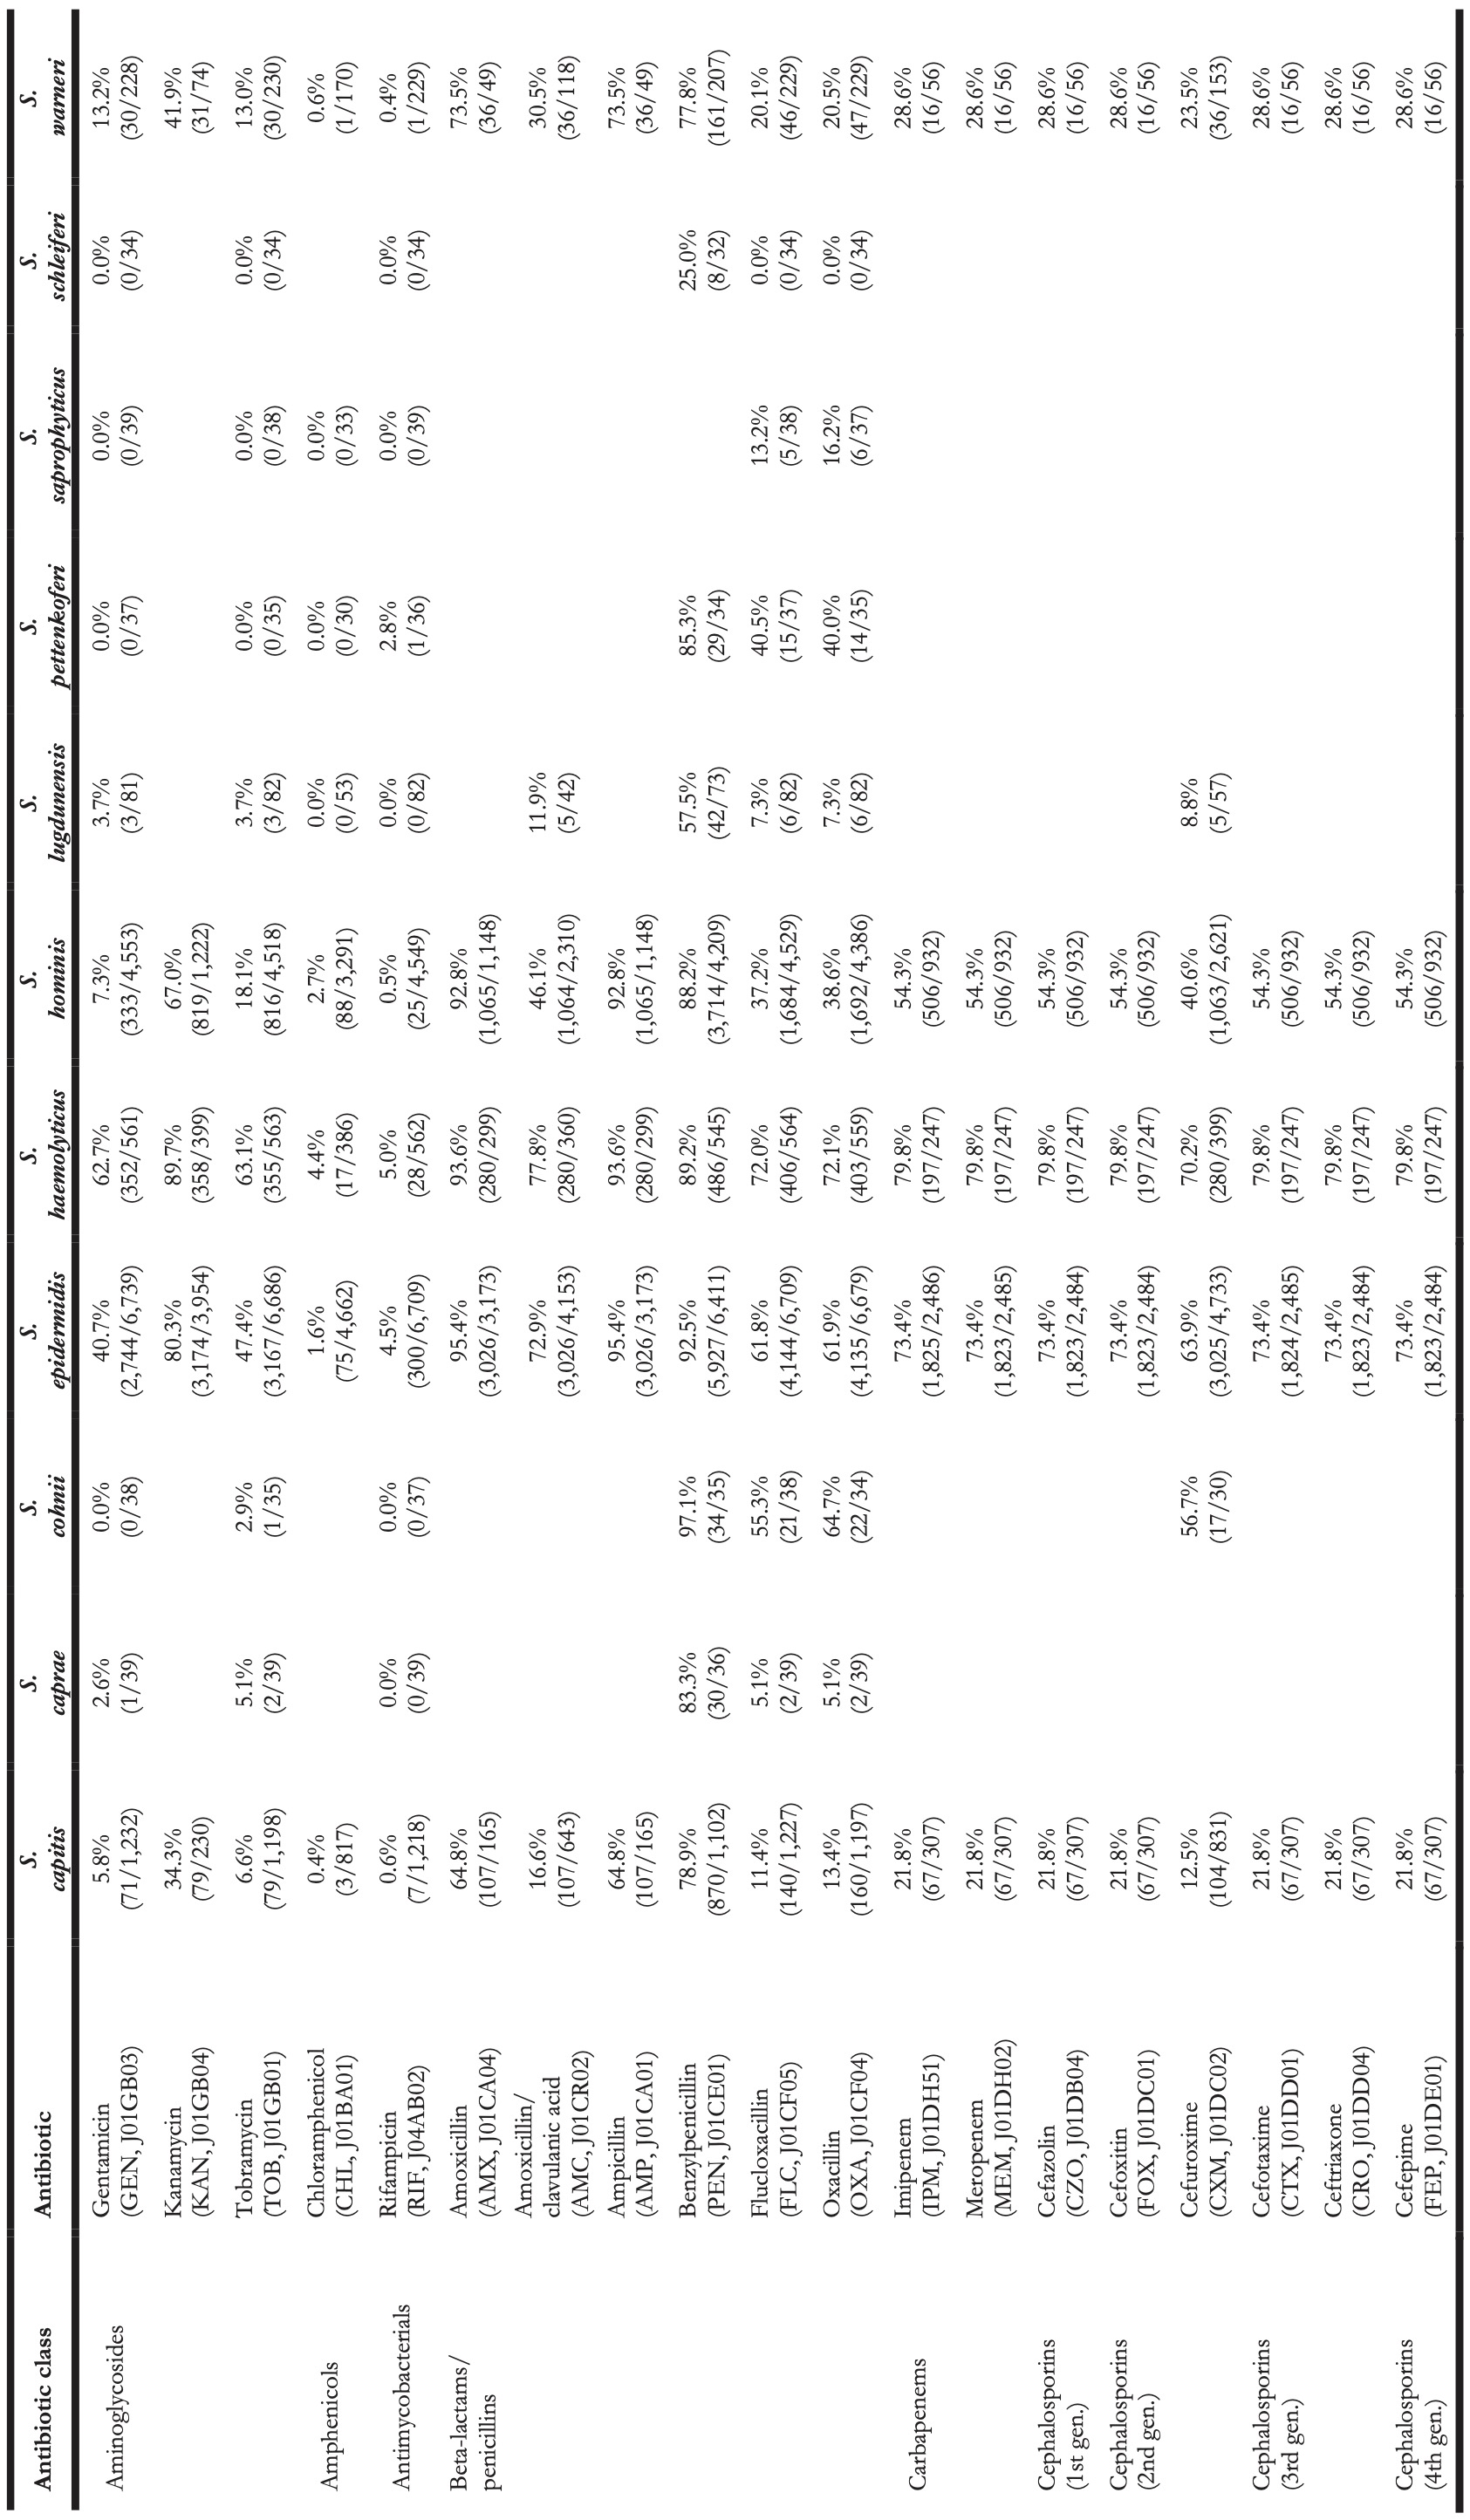 S. S. S. S. S. S. S. S. S. S. S.
Antibiotic class Antibiotic capitis caprae cohnii epidermidis haemolyticus hominis lugdunensis pettenkoferi saprophyticus schleiferi warneri
Aminoglycosides Gentamicin 5.8% 2.6% 0.0% 40.7% 62.7% 7.3% 3.7% 0.0% 0.0% 0.0% 13.2%
(GEN, J01GB03) (71/1,232) (1/39) (0/38) (2,744/6,739) (352/561) (333/4,553) (3/81) (0/37) (0/39) (0/34) (30/228)
Kanamycin 34.3% 80.3% 89.7% 67.0% 41.9%
(KAN, J01GB04) (79/230) (3,174/3,954) (358/399) (819/1,222) (31/74)
Tobramycin 6.6% 5.1% 2.9% 47.4% 63.1% 18.1% 3.7% 0.0% 0.0% 0.0% 13.0%
(TOB, J01GB01) (79/1,198) (2/39) (1/35) (3,167/6,686) (355/563) (816/4,518) (3/82) (0/35) (0/38) (0/34) (30/230)
Amphenicols Chloramphenicol 0.4% 1.6% 4.4% 2.7% 0.0% 0.0% 0.0% 0.6%
(CHL, J01BA01) (3/817) (75/4,662) (17/386) (88/3,291) (0/53) (0/30) (0/33) (1/170)
Antimycobacterials Rifampicin 0.6% 0.0% 0.0% 4.5% 5.0% 0.5% 0.0% 2.8% 0.0% 0.0% 0.4%
(RIF, J04AB02) (7/1,218) (0/39) (0/37) (300/6,709) (28/562) (25/4,549) (0/82) (1/36) (0/39) (0/34) (1/229)
Beta-lactams/ Amoxicillin 64.8% 95.4% 93.6% 92.8% 73.5%
penicillins (AMX, J01CA04) (107/165) (3,026/3,173) (280/299) (1,065/1,148) (36/49)
Amoxicillin/
clavulanic acid 16.6% 72.9% 77.8% 46.1% 11.9% 30.5%
(AMC, J01CR02) (107/643) (3,026/4,153) (280/360) (1,064/2,310) (5/42) (36/118)
Ampicillin 64.8% 95.4% 93.6% 92.8% 73.5%
(AMP, J01CA01) (107/165) (3,026/3,173) (280/299) (1,065/1,148) (36/49)
Benzylpenicillin 78.9% 83.3% 97.1% 92.5% 89.2% 88.2% 57.5% 85.3% 25.0% 77.8%
(PEN, J01CE01) (870/1,102) (30/36) (34/35) (5,927/6,411) (486/545) (3,714/4,209) (42/73) (29/34) (8/32) (161/207)
Flucloxacillin 11.4% 5.1% 55.3% 61.8% 72.0% 37.2% 7.3% 40.5% 13.2% 0.0% 20.1%
(FLC, J01CF05) (140/1,227) (2/39) (21/38) (4,144/6,709) (406/564) (1,684/4,529) (6/82) (15/37) (5/38) (0/34) (46/229)
Oxacillin 13.4% 5.1% 64.7% 61.9% 72.1% 38.6% 7.3% 40.0% 16.2% 0.0% 20.5%
(OXA, J01CF04) (160/1,197) (2/39) (22/34) (4,135/6,679) (403/559) (1,692/4,386) (6/82) (14/35) (6/37) (0/34) (47/229)
Carbapenems Imipenem 21.8% 73.4% 79.8% 54.3% 28.6%
(IPM, J01DH51) (67/307) (1,825/2,486) (197/247) (506/932) (16/56)
Meropenem 21.8% 73.4% 79.8% 54.3% 28.6%
(MEM, J01DH02) (67/307) (1,823/2,485) (197/247) (506/932) (16/56)
Cephalosporins Cefazolin 21.8% 73.4% 79.8% 54.3% 28.6%
(1st gen.) (CZO, J01DB04) (67/307) (1,823/2,484) (197/247) (506/932) (16/56)
Cephalosporins Cefoxitin 21.8% 73.4% 79.8% 54.3% 28.6%
(2nd gen.) (FOX, J01DC01) (67/307) (1,823/2,484) (197/247) (506/932) (16/56)
Cefuroxime 12.5% 56.7% 63.9% 70.2% 40.6% 8.8% 23.5%
(CXM, J01DC02) (104/831) (17/30) (3,025/4,733) (280/399) (1,063/2,621) (5/57) (36/153)
Cephalosporins Cefotaxime 21.8% 73.4% 79.8% 54.3% 28.6%
(3rd gen.) (CTX, J01DD01) (67/307) (1,824/2,485) (197/247) (506/932) (16/56)
Ceftriaxone 21.8% 73.4% 79.8% 54.3% 28.6%
(CRO, J01DD04) (67/307) (1,823/2,484) (197/247) (506/932) (16/56)
Cephalosporins Cefepime 21.8% 73.4% 79.8% 54.3% 28.6%
(4th gen.) (FEP, J01DE01) (67/307) (1,823/2,484) (197/247) (506/932) (16/56)